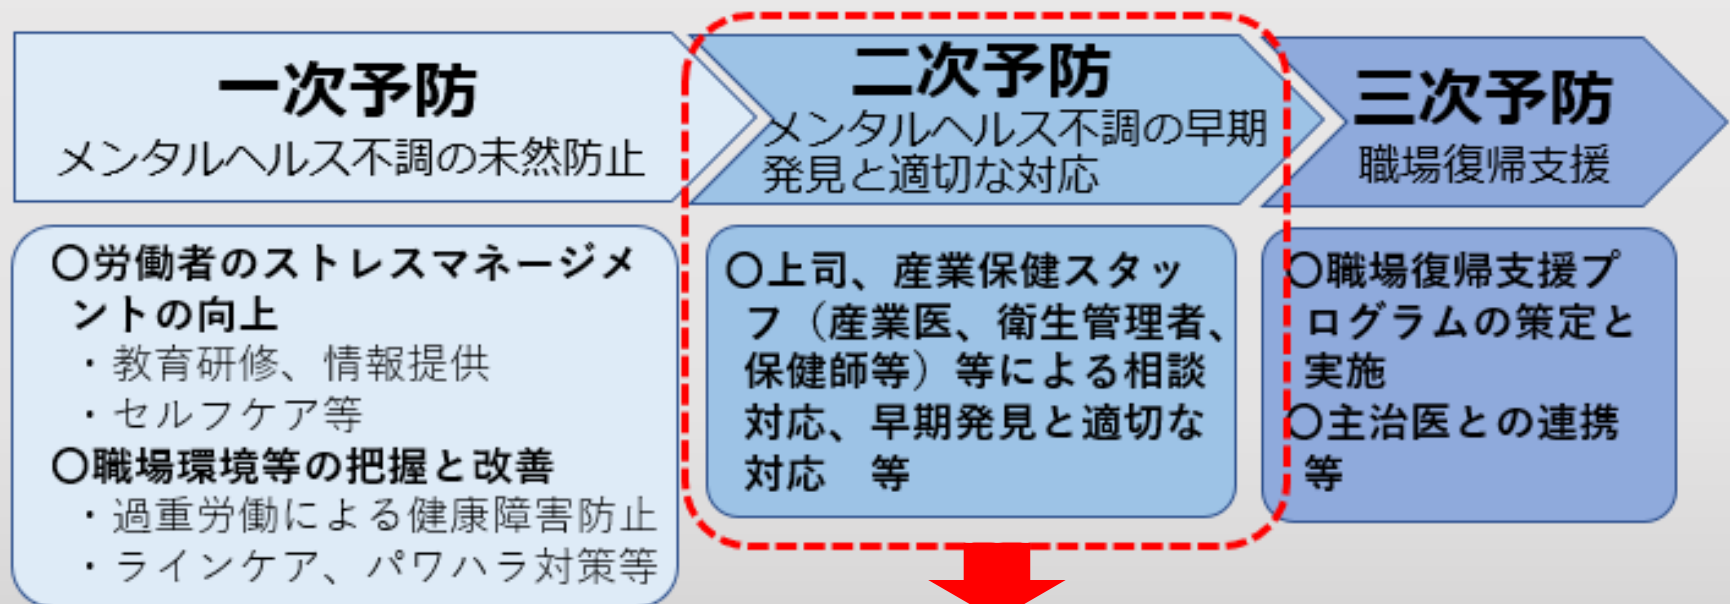 一次予防
メンタルヘルス不調の未然防止
〇労働者のストレスマネージメ
ントの向上
・教育研修、情報提供
・セルフケア等
〇職場環境等の把握と改善
・過重労働による健康障害防止
・ラインケア、パワハラ対策等
二次予防
メンタルヘルス不調の早期
発見と適切な対応
〇上司、産業保健スタッ
フ（産業医、衛生管理者、
保健師等）等による相談
対応、早期発見と適切な
対応　等
三次予防
職場復帰支援
〇職場復帰支援プ
ログラムの策定と
実施
〇主治医との連携
等